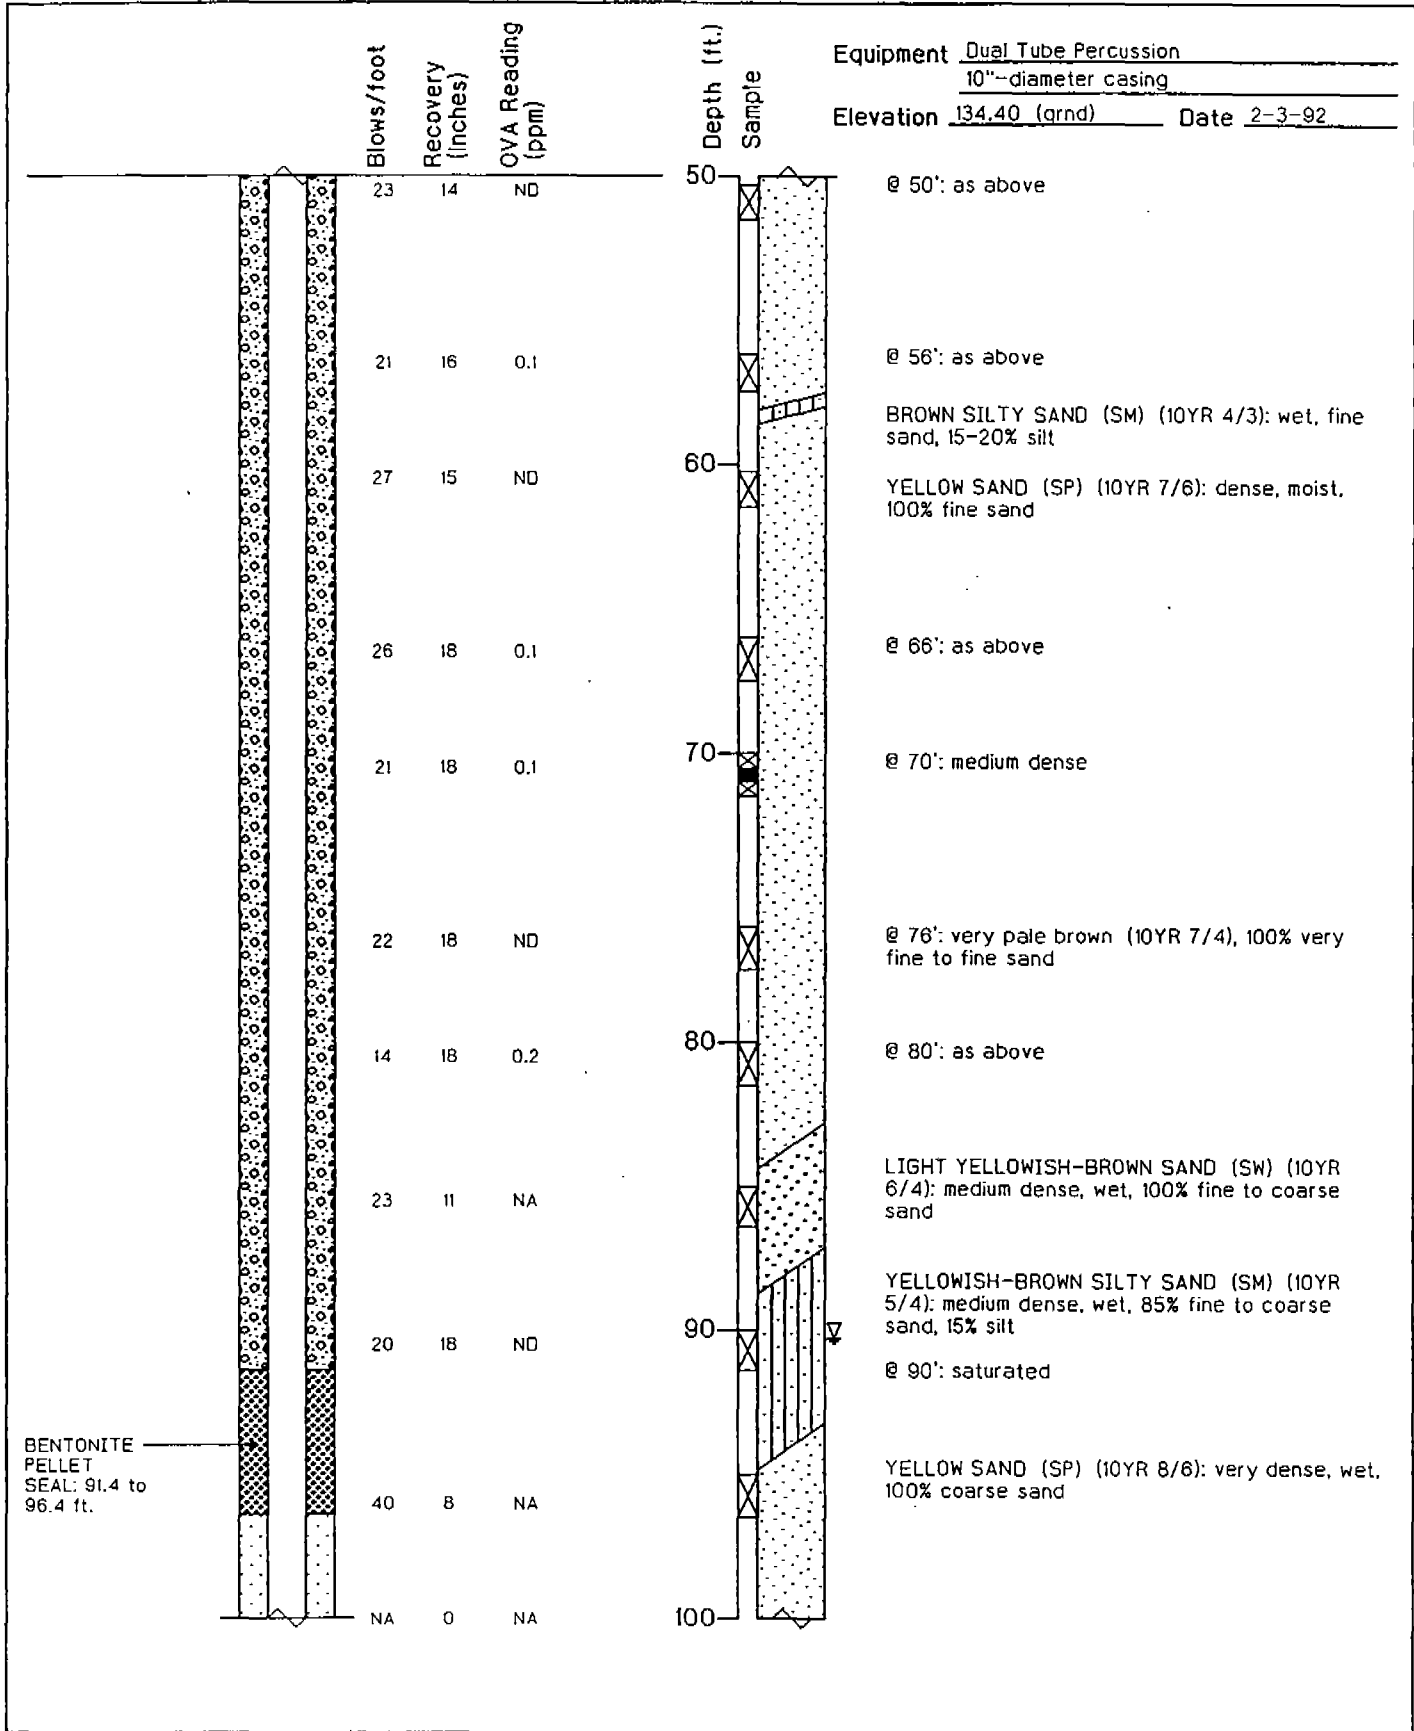 Blows/foot
Recovery
(inches)
OVA Reading
(ppm)
Depth (ft.)
Sample
Equipment Dual Tube Percussion
10"-diameter casing
Elevation 134.40 (grnd) Date 2-3-92
23 14 ND
50
@ 50': as above
21 16 0.1
@ 56': as above
BROWN SILTY SAND (SM) (10YR 4/3): wet, fine
sand, 15-20% silt
27 15 ND
60
YELLOW SAND (SP) (10YR 7/6): dense, moist,
100% fine sand
26 18 0.1
@ 66': as above
21 18 0.1
70
@ 70': medium dense
22 18 ND
@ 76': very pale brown (10YR 7/4), 100% very
fine to fine sand
14 18 0.2
80
@ 80': as above
23 11 NA
LIGHT YELLOWISH-BROWN SAND (SW) (10YR
6/4): medium dense, wet, 100% fine to coarse
sand
YELLOWISH-BROWN SILTY SAND (SM) (10YR
5/4): medium dense, wet, 85% fine to coarse
sand, 15% silt
20 18 ND
90
@ 90': saturated
BENTONITE
PELLET
SEAL: 91.4 to
96.4 ft.
40 8 NA
YELLOW SAND (SP) (10YR 8/6): very dense, wet,
100% coarse sand
NA 0 NA
100